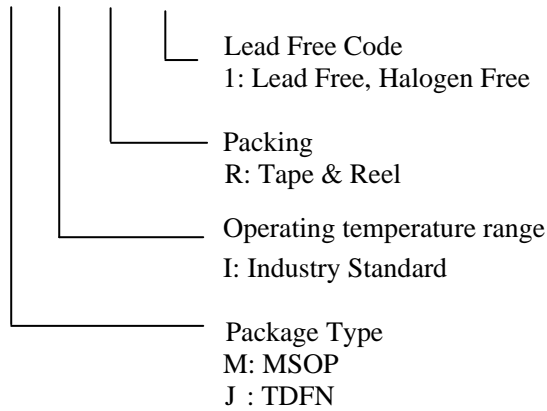 Lead Free Code
1: Lead Free, Halogen Free
Packing
R: Tape & Reel
Operating temperature range
I: Industry Standard
Package Type
M: MSOP
J : TDFN